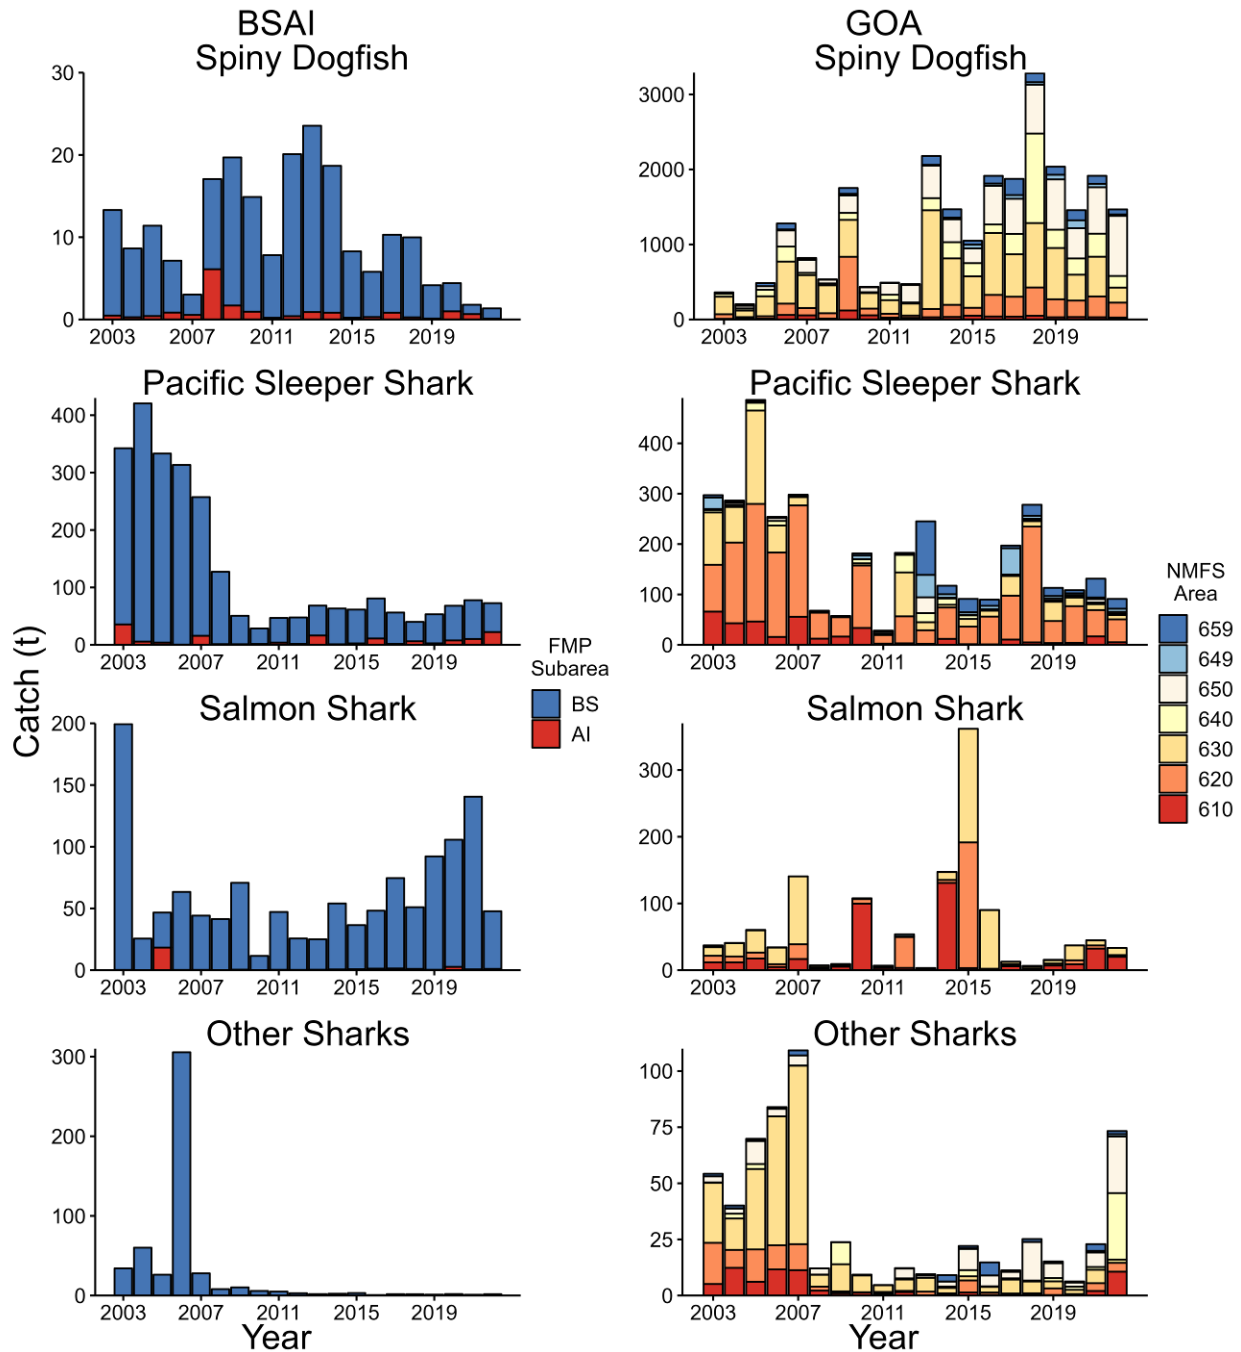 BSAI
Spiny Dogfish
30
20
10
0
2003 2007 2011 2015 2019
GOA
Spiny Dogfish
3000
2000
1000
0
2003 2007 2011 2015 2019
Pacific Sleeper Shark
400
300
200
100
0
2003 2007 2011 2015 2019
Pacific Sleeper Shark
400
300
200
100
0
2003 2007 2011 2015 2019
Catch (t)
FMP
Subarea
BS
AI
NMFS
Area
659
649
650
640
630
620
610
Salmon Shark
200
150
100
50
0
2003 2007 2011 2015 2019
Salmon Shark
300
200
100
0
2003 2007 2011 2015 2019
Other Sharks
300
200
100
0
2003 2007 2011 2015 2019
Year
Other Sharks
100
75
50
25
0
2003 2007 2011 2015 2019
Year